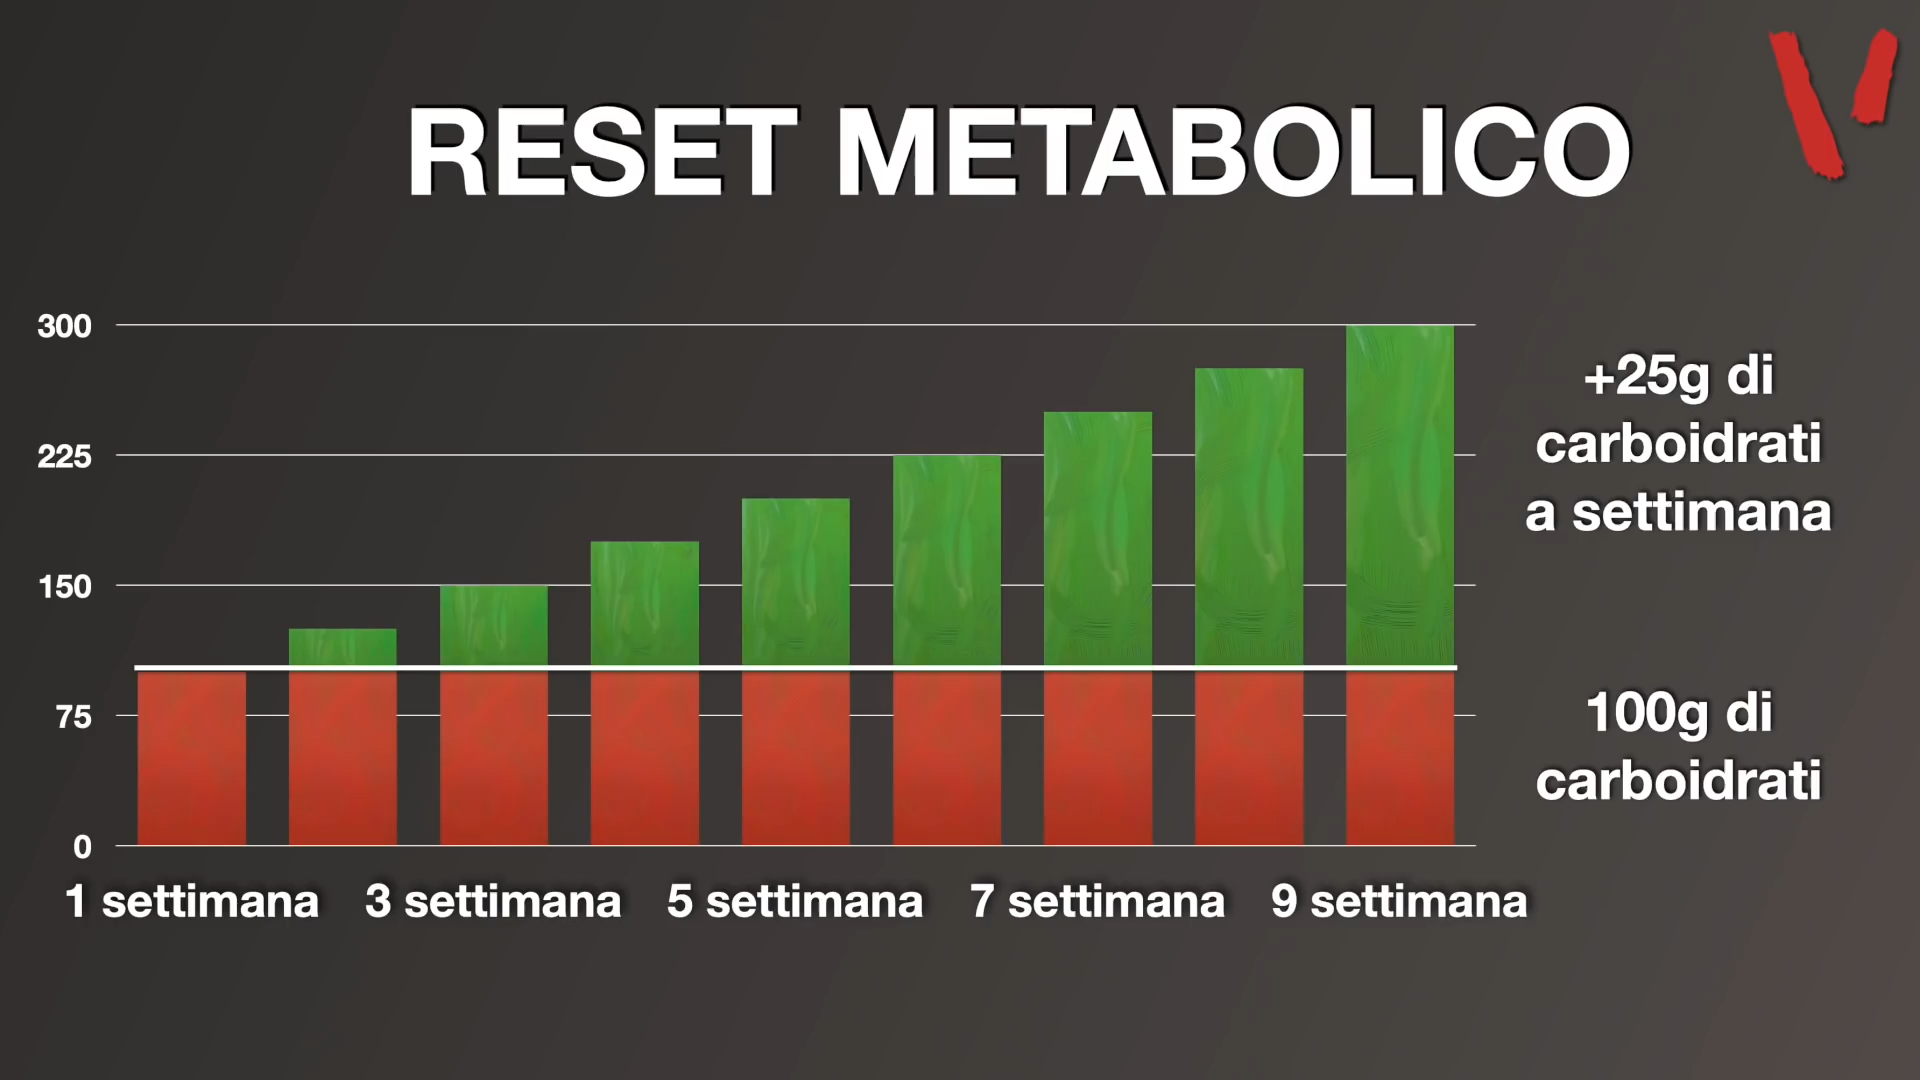 RESET METABOLICO
300
225
150
75
0
+25g di
carboidrati
a settimana
100g di
carboidrati
1 settimana
3 settimana
5 settimana
7 settimana
9 settimana